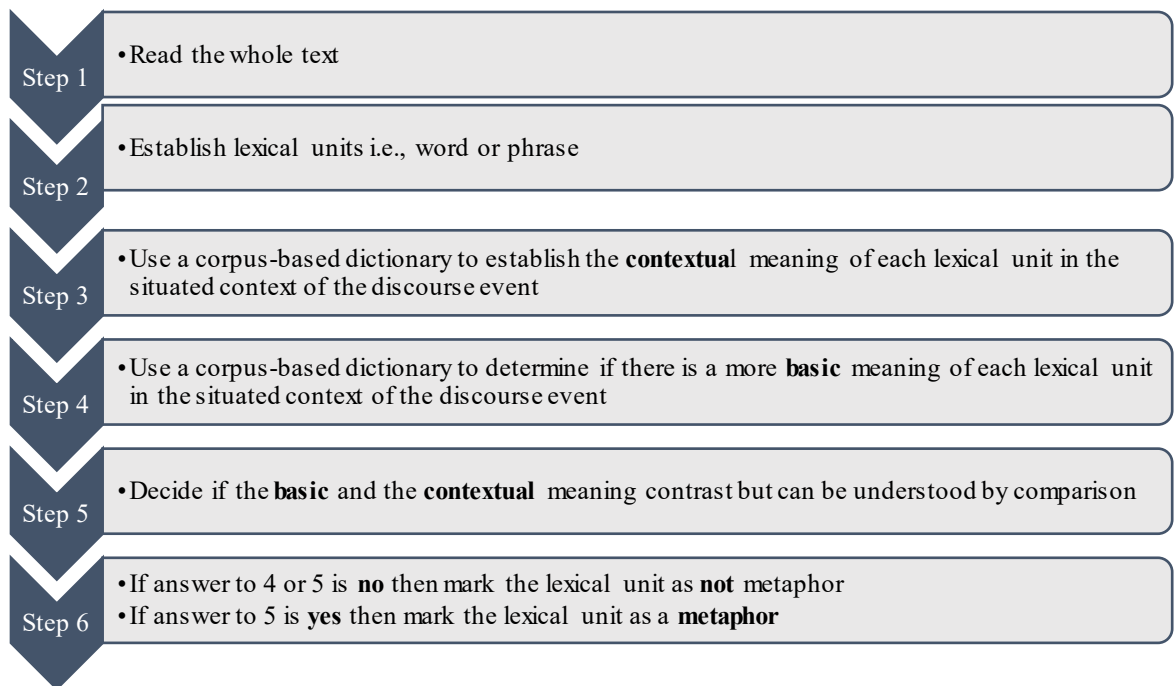 Step 1
•Read the whole text
Step 2
•Establish lexical units i.e., word or phrase
Step 3
•Use a corpus-based dictionary to establish the contextual meaning of each lexical unit in the
situated context of the discourse event
Step 4
•Use a corpus-based dictionary to determine if there is a more basic meaning of each lexical unit
in the situated context of the discourse event
Step 5
•Decide if the basic and the contextual meaning contrast but can be understood by comparison
Step 6
•If answer to 4 or 5 is no then mark the lexical unit as not metaphor
•If answer to 5 is yes then mark the lexical unit as a metaphor